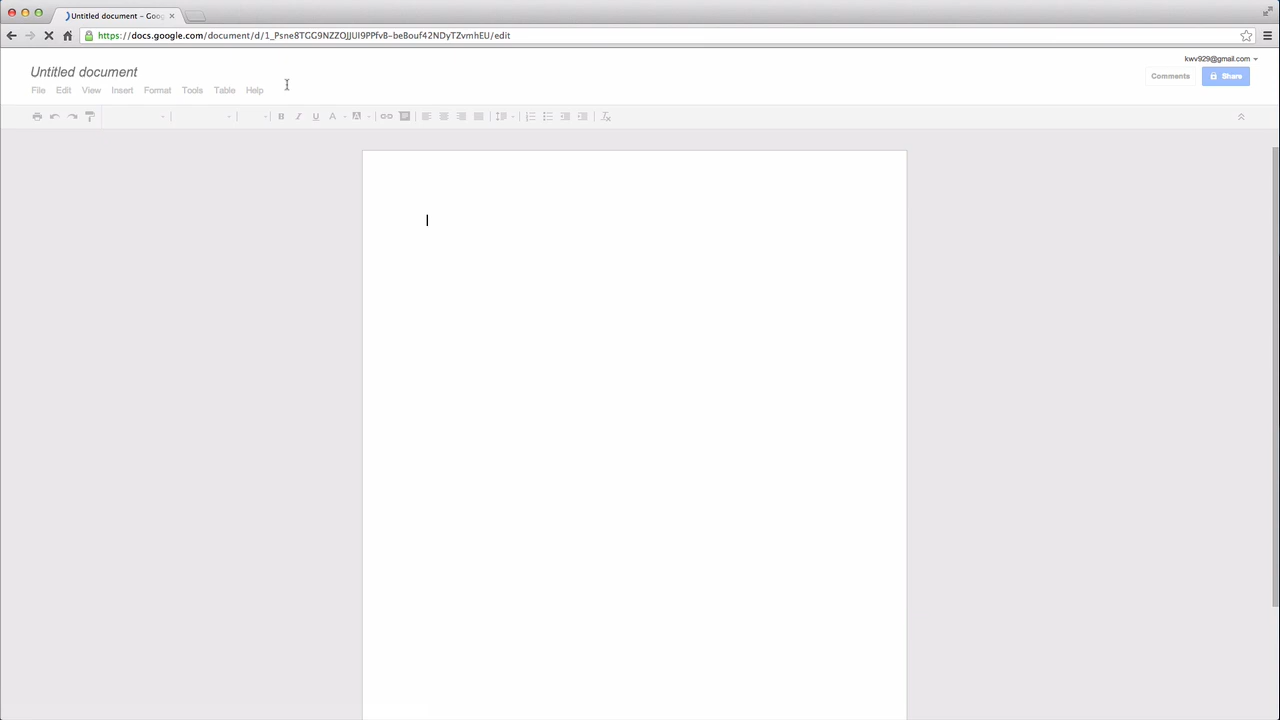 Untitled document – Goo
https://docs.google.com/document/d/1_Psne8TGG9NZZOJJUI9PPfvB-beBouf42NDyTZvmhEU/edit
kwv929@gmail.com
Untitled document
Comments
Share
File Edit View Insert Format Tools Table Help
B I U A A